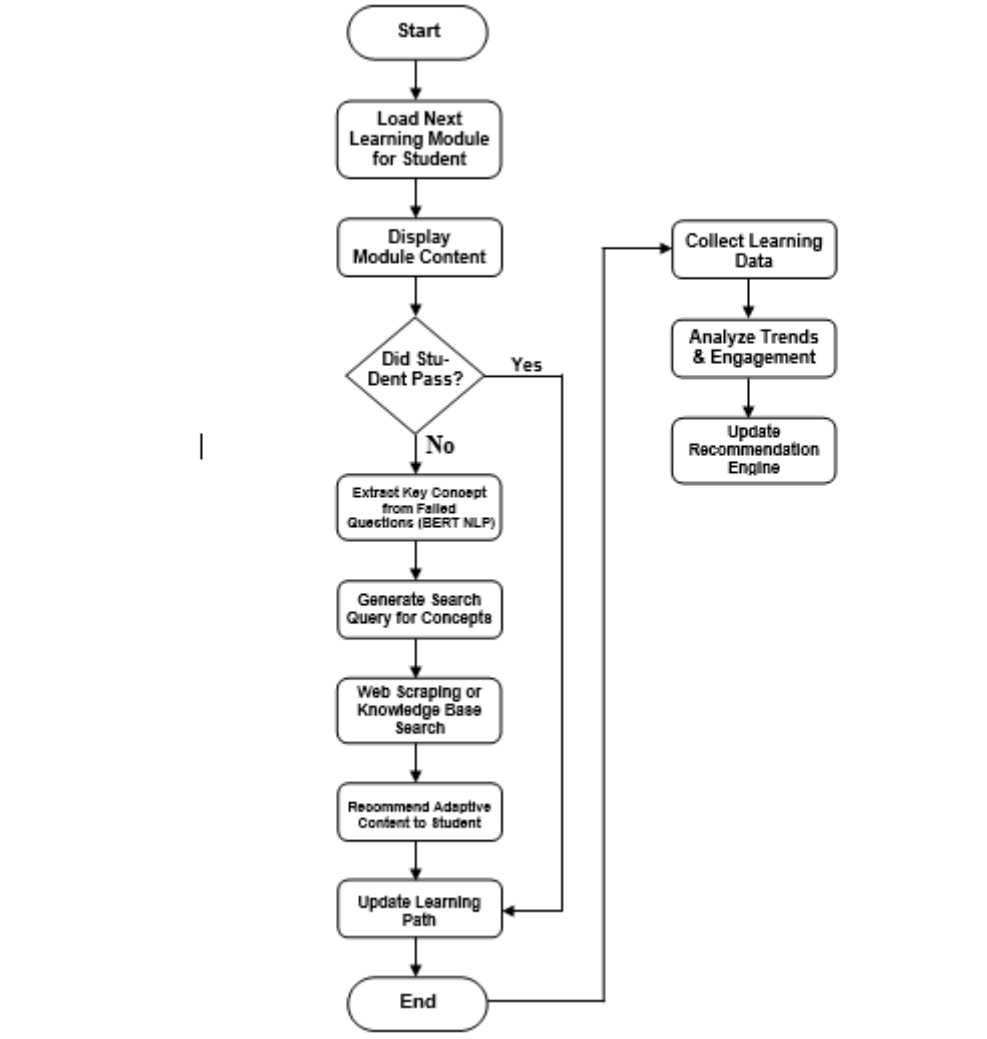 Start
Load Next
Learning Module
for Student
Display
Module Content
Did Stu-
Dent Pass?
Yes
No
Extract Key Concept
from Failed
Questions (BERT NLP)
Generate Search
Query for Concepts
Web Scraping or
Knowledge Base
Search
Recommend Adaptive
Content to Student
Update Learning
Path
End
Collect Learning
Data
Analyze Trends
& Engagement
Update
Recommendation
Engine